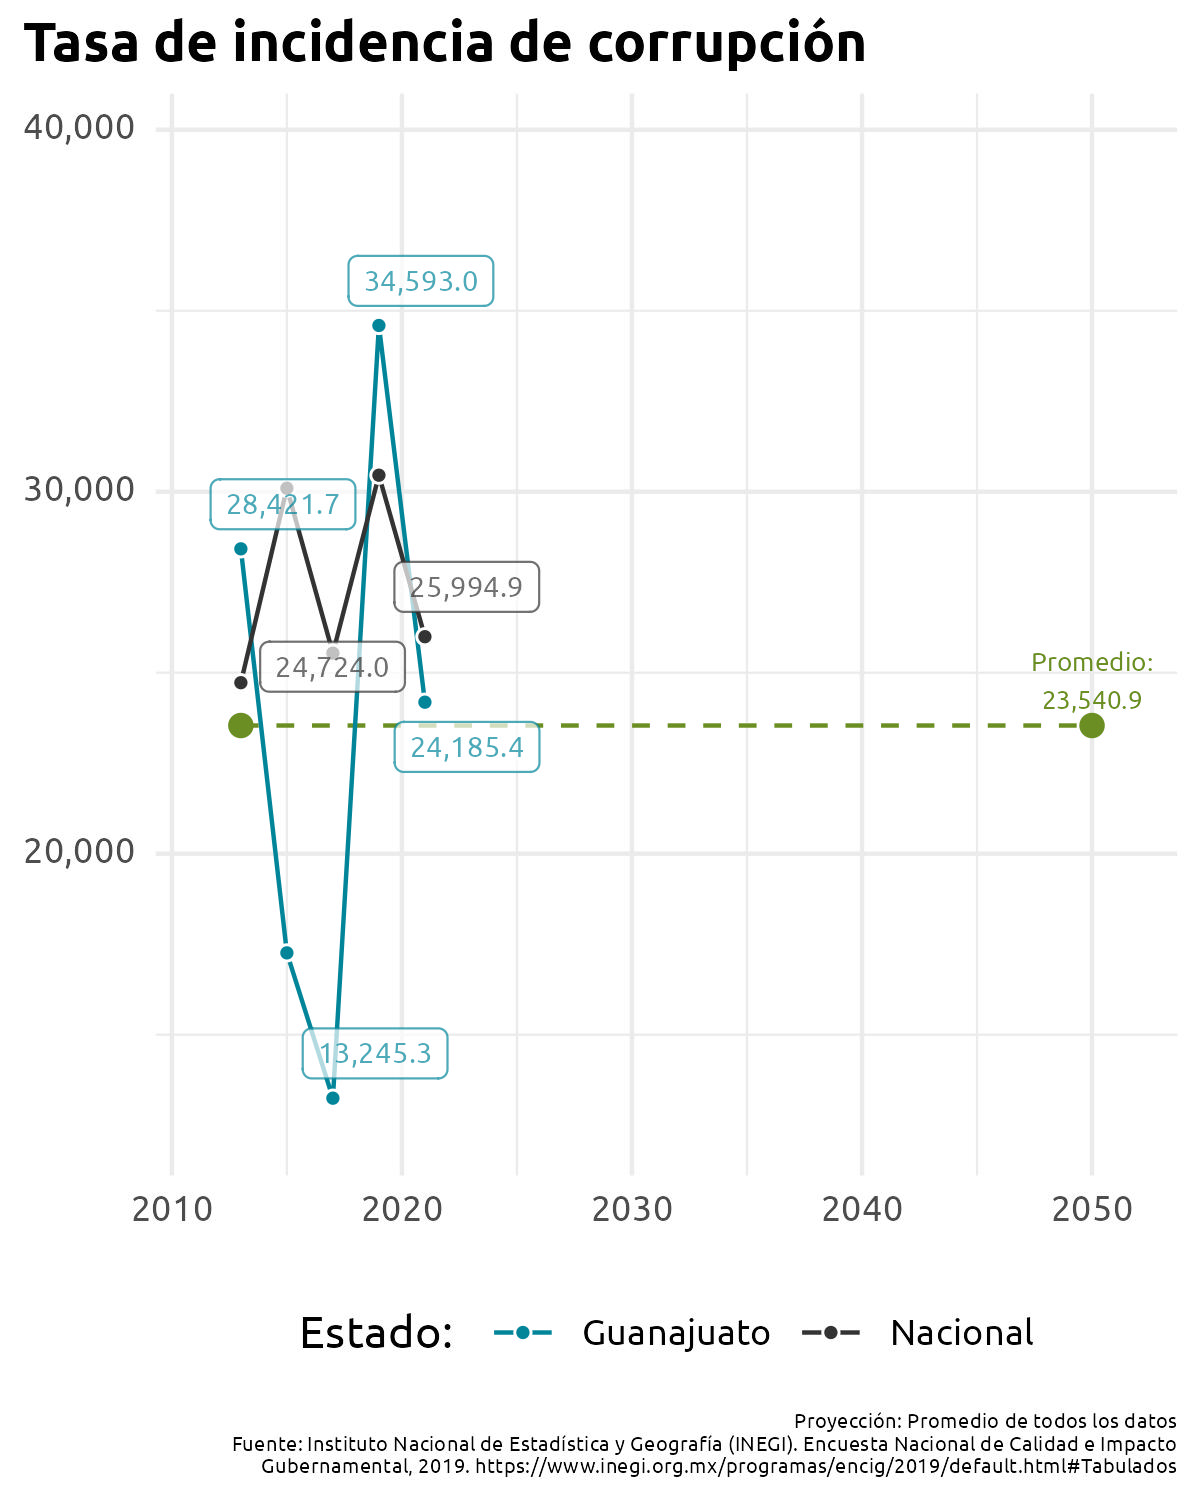 Tasa de incidencia de corrupción
40,000
34,593.0
30,000
28,421.7
25,994.9
24,724.0
Promedio:
23,540.9
24,185.4
20,000
13,245.3
2010 2020 2030 2040 2050
Estado: Guanajuato Nacional
Proyección: Promedio de todos los datos
Fuente: Instituto Nacional de Estadística y Geografía (INEGI). Encuesta Nacional de Calidad e Impacto
Gubernamental, 2019. https://www.inegi.org.mx/programas/encig/2019/default.html#Tabulados